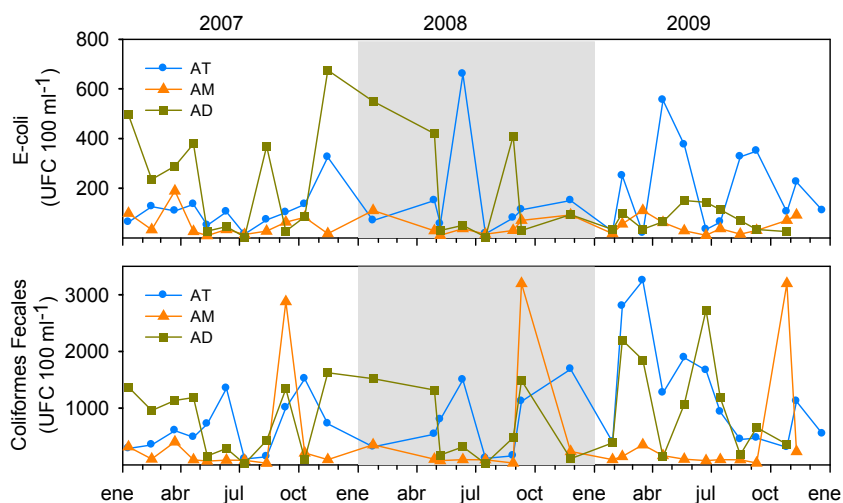 2007 2008 2009
800
600
400
200
E-coli
(UFC 100 ml-1)
AT
AM
AD
3000
2000
1000
Coliformes Fecales
(UFC 100 ml-1)
AT
AM
AD
ene abr jul oct ene abr jul oct ene abr jul oct ene